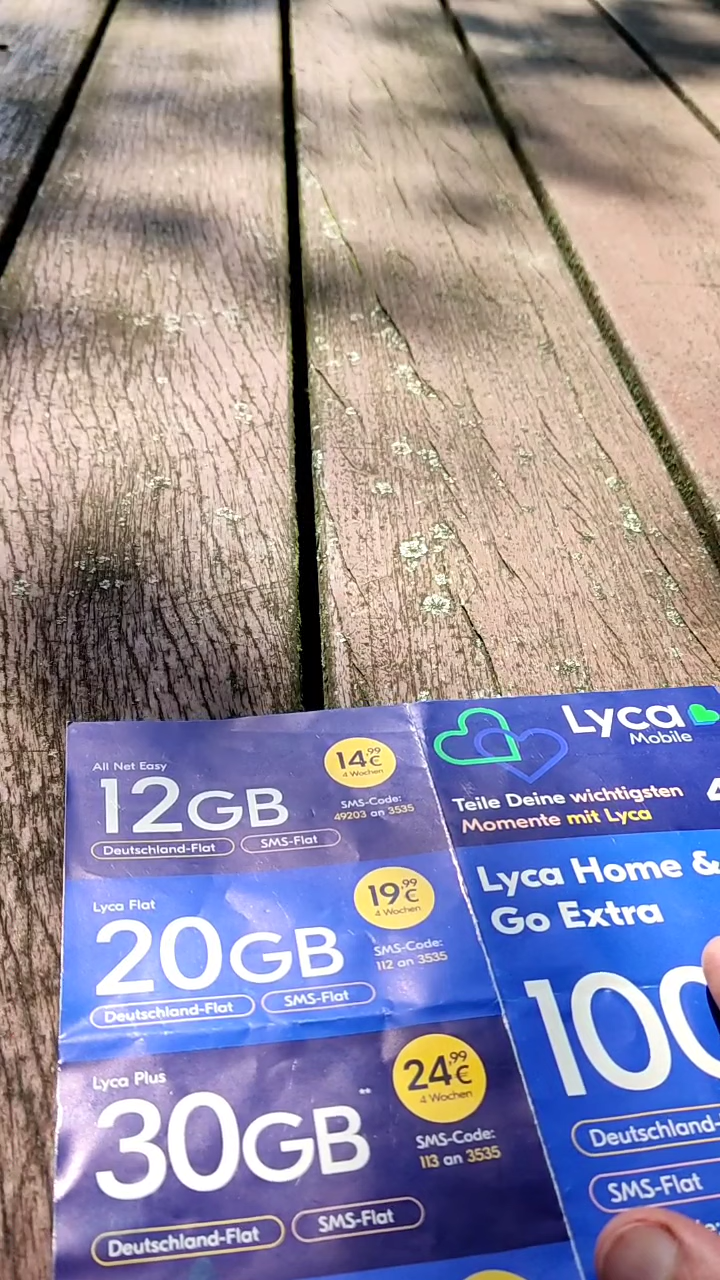 All Net Easy
12GB
Deutschland-Flat
SMS-Flat
14,99
€
4 Wochen
SMS-Code:
49203 an 3535
Lyca Flat
20GB
Deutschland-Flat
SMS-Flat
19,99
€
4 Wochen
SMS-Code:
112 an 3535
Lyca Plus
30GB**
Deutschland-Flat
SMS-Flat
24,99
€
4 Wochen
SMS-Code:
113 an 3535
Lyca
Mobile
Teile Deine wichtigsten
Momente mit Lyca
Lyca Home &
Go Extra
100
Deutschland-
SMS-Flat